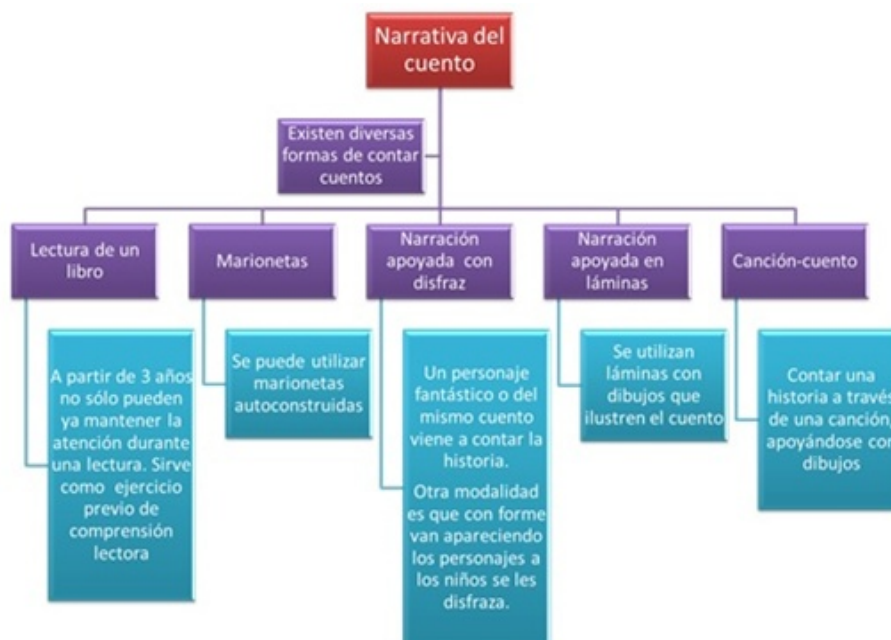 Narrativa del
cuento
Existen diversas
formas de contar
cuentos
Lectura de un
libro
Marionetas
Narración
apoyada con
disfraz
Narración
apoyada en
láminas
Canción-cuento
A partir de 3 años
no sólo pueden
ya mantener la
atención durante
una lectura. Sirve
como ejercicio
previo de
comprensión
lectora
Se puede utilizar
marionetas
autoconstruidas
Un personaje
fantástico o del
mismo cuento
viene a contar la
historia.
Otra modalidad
es que con forme
van apareciendo
los personajes a
los niños se les
disfraza.
Se utilizan
láminas con
dibujos que
ilustren el cuento
Contar una
historia a través
de una canción,
apoyándose con
dibujos